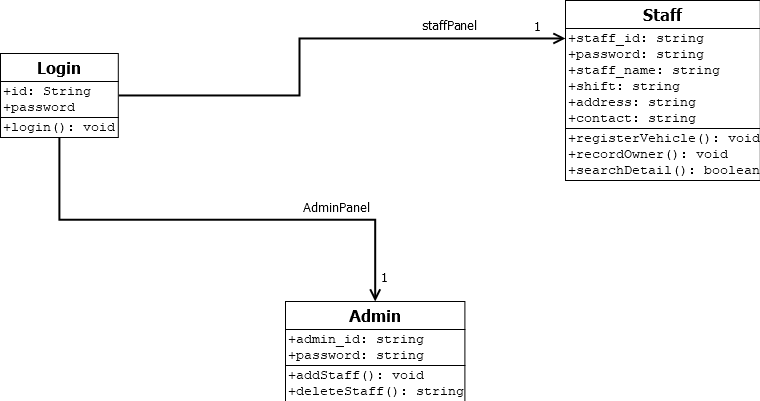 staffPanel
1
Staff
+staff_id: string
+password: string
+staff_name: string
+shift: string
+address: string
+contact: string
+registerVehicle(): void
+recordOwner(): void
+searchDetail(): boolean
Login
+id: String
+password
+login(): void
AdminPanel
1
Admin
+admin_id: string
+password: string
+addStaff(): void
+deleteStaff(): string